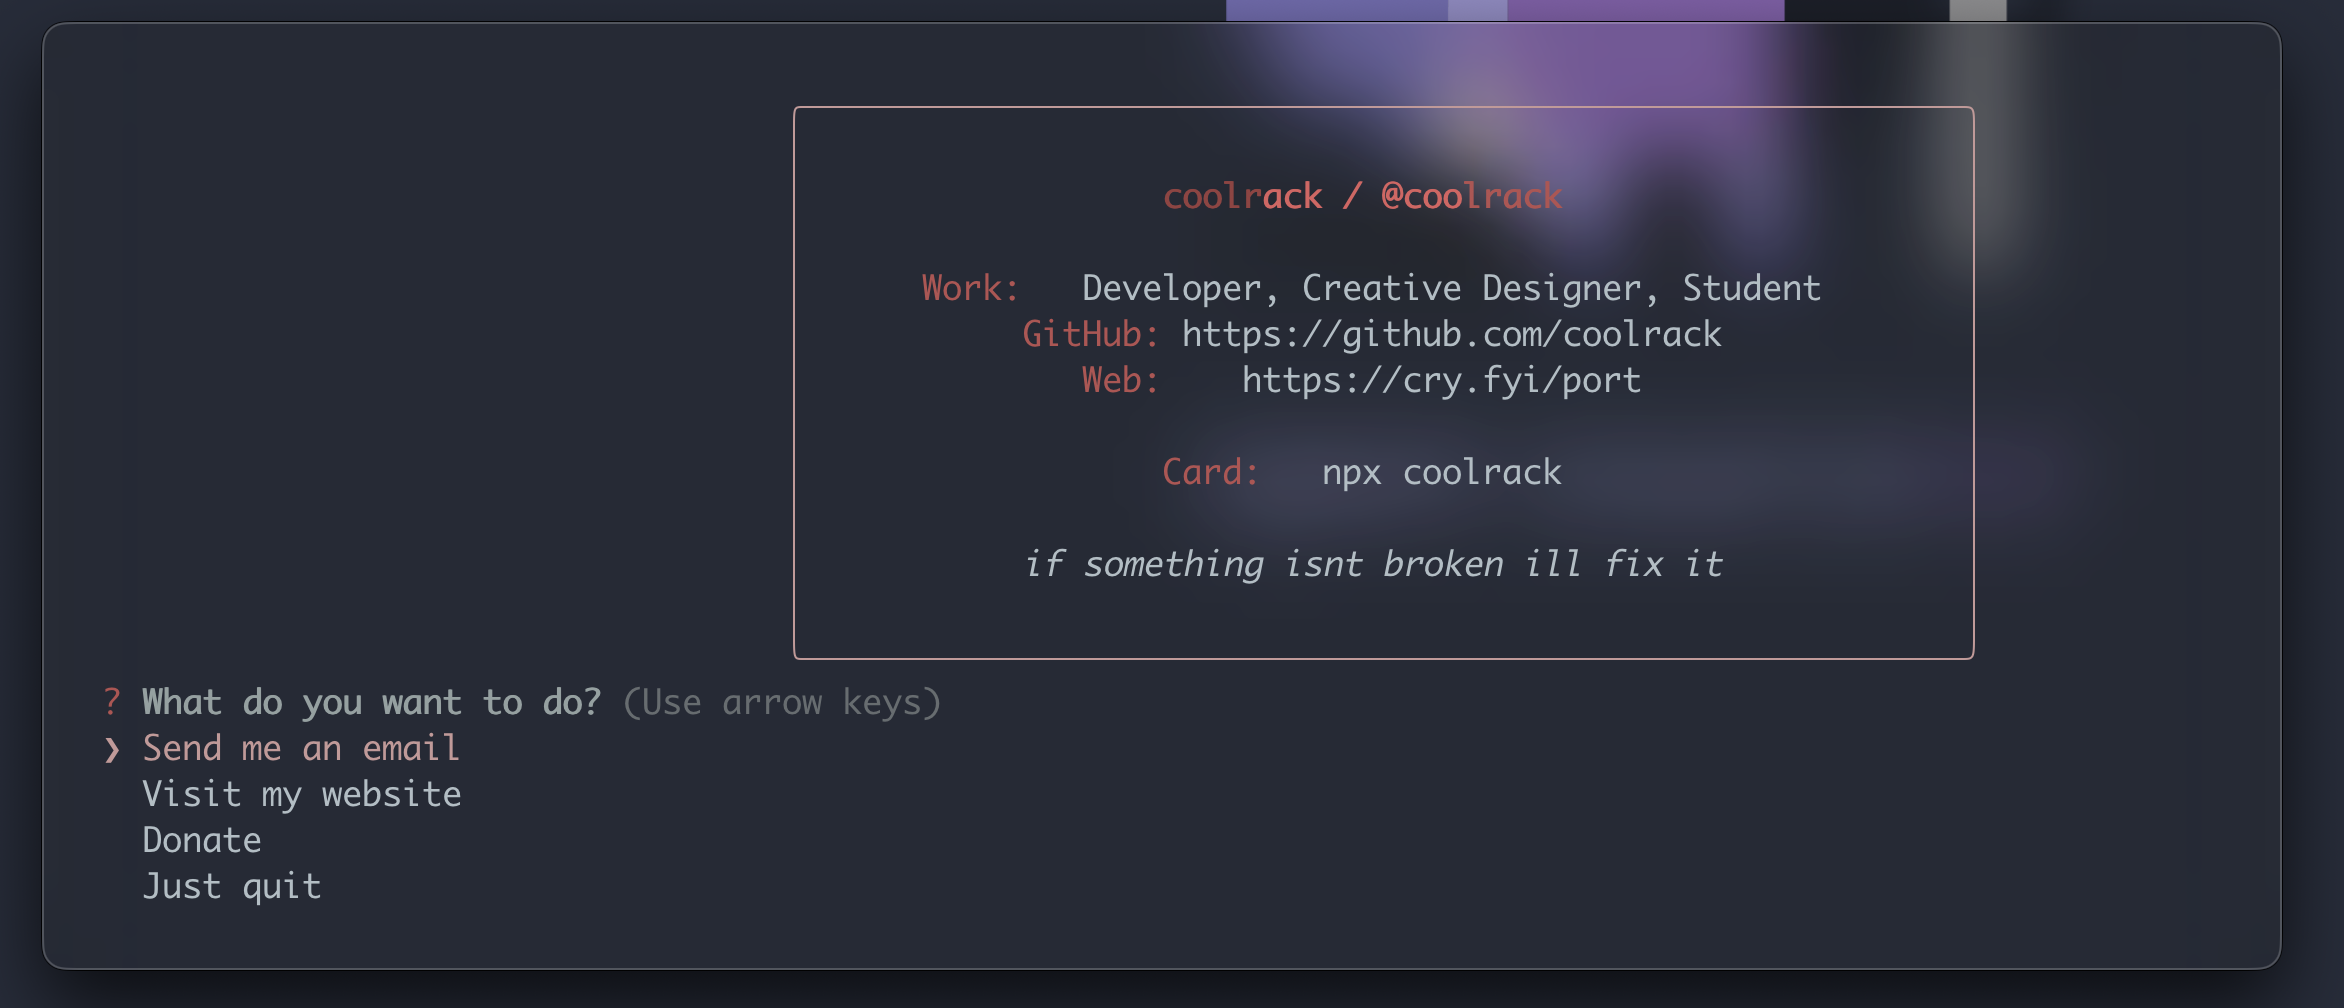 coolrack / @coolrack
Work: Developer, Creative Designer, Student
GitHub: https://github.com/coolrack
Web: https://cry.fyi/port
Card: npx coolrack
if something isnt broken ill fix it
? What do you want to do? (Use arrow keys)
❯ Send me an email
Visit my website
Donate
Just quit